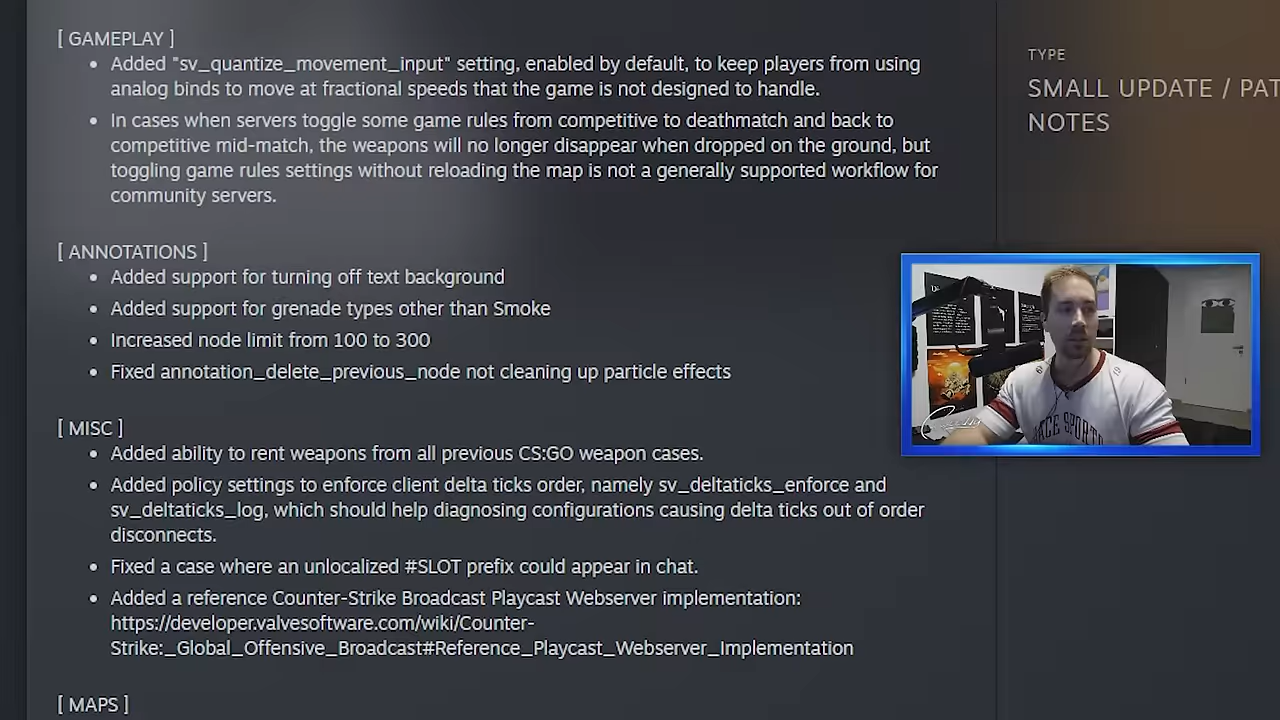 [ GAMEPLAY ]
• Added "sv_quantize_movement_input" setting, enabled by default, to keep players from using
analog binds to move at fractional speeds that the game is not designed to handle.
• In cases when servers toggle some game rules from competitive to deathmatch and back to
competitive mid-match, the weapons will no longer disappear when dropped on the ground, but
toggling game rules settings without reloading the map is not a generally supported workflow for
community servers.
[ ANNOTATIONS ]
• Added support for turning off text background
• Added support for grenade types other than Smoke
• Increased node limit from 100 to 300
• Fixed annotation_delete_previous_node not cleaning up particle effects
[ MISC ]
• Added ability to rent weapons from all previous CS:GO weapon cases.
• Added policy settings to enforce client delta ticks order, namely sv_deltaticks_enforce and
sv_deltaticks_log, which should help diagnosing configurations causing delta ticks out of order
disconnects.
• Fixed a case where an unlocalized #SLOT prefix could appear in chat.
• Added a reference Counter-Strike Broadcast Playcast Webserver implementation:
https://developer.valvesoftware.com/wiki/Counter-
Strike:_Global_Offensive_Broadcast#Reference_Playcast_Webserver_Implementation
[ MAPS ]
TYPE
SMALL UPDATE / PAT
NOTES